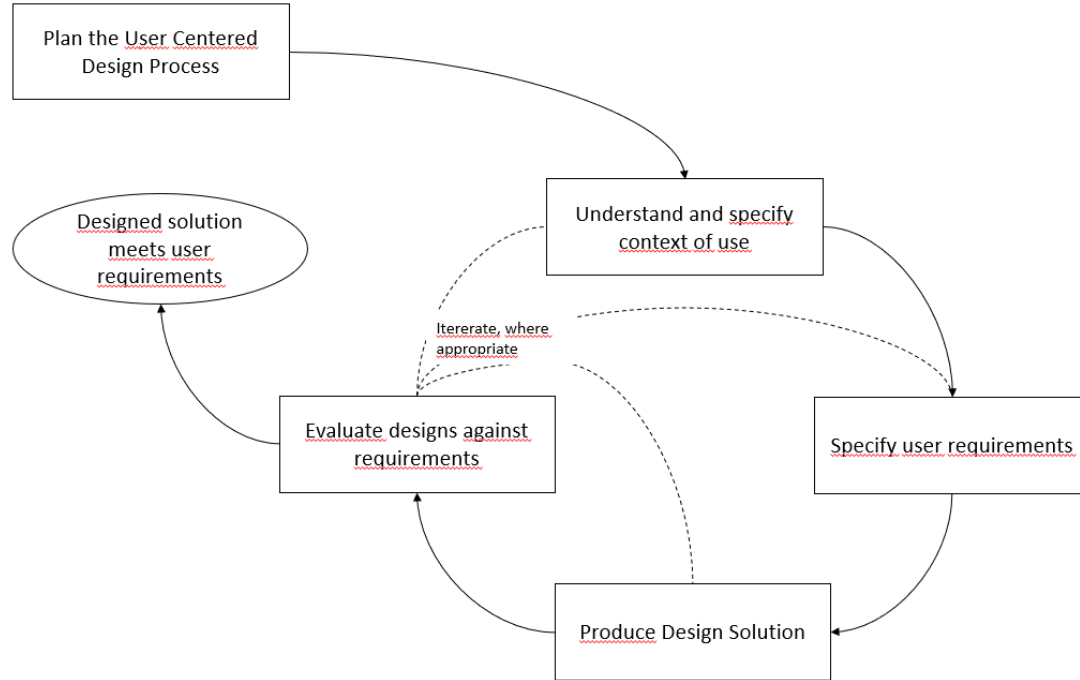 Plan the User Centered
Design Process
Understand and specify
context of use
Designed solution
meets user
requirements
Itererate, where
appropriate
Evaluate designs against
requirements
Specify user requirements
Produce Design Solution